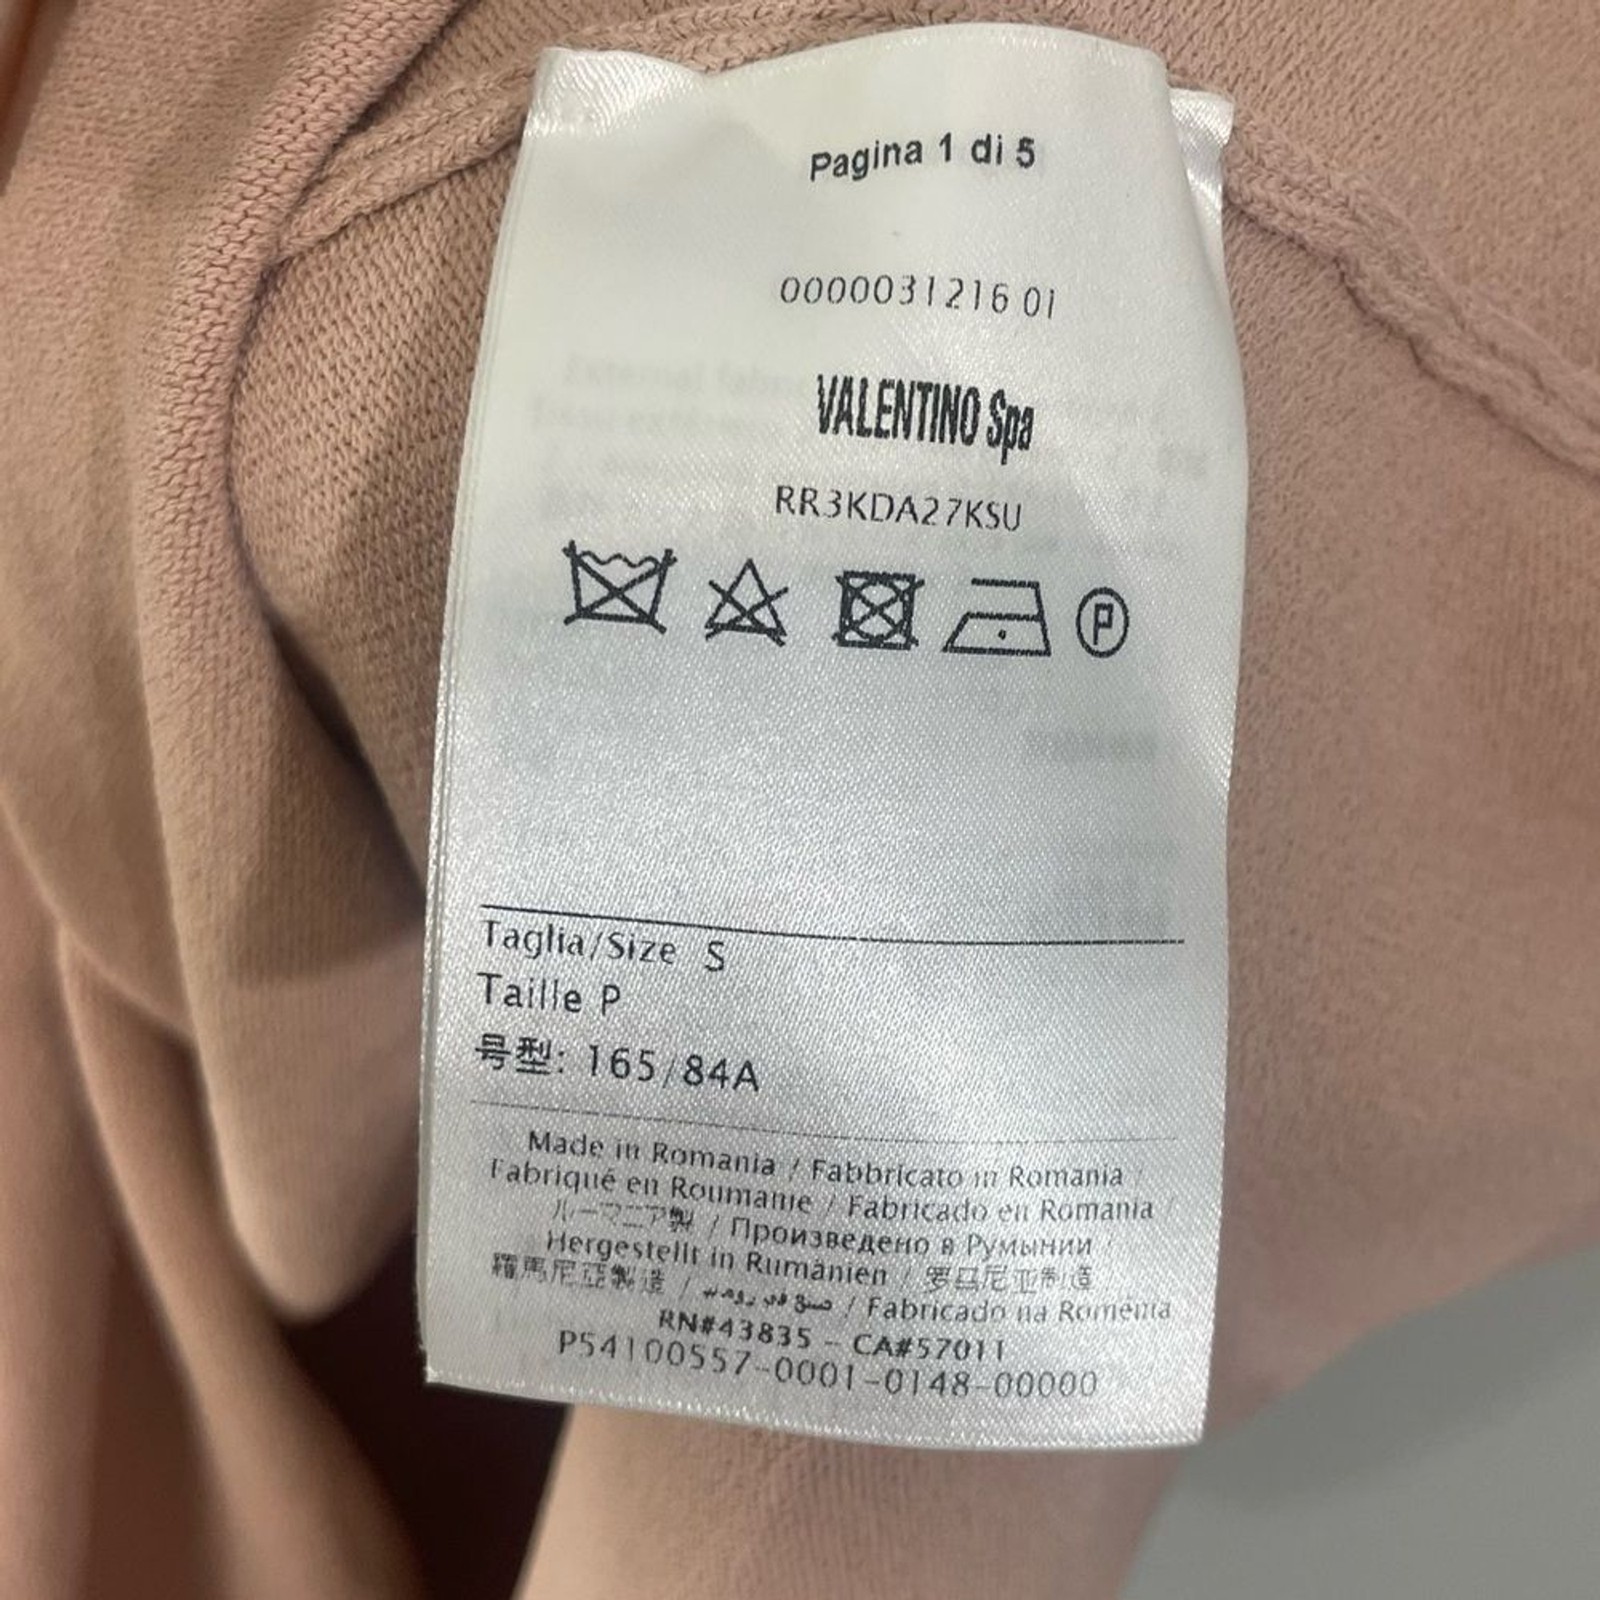 Pagina 1 di 5
0000031216 01
VALENTINO Spa
RR3KDA27KSU
P
Taglia/Size S
Taille P
号型: 165/84A
Made in Romania / Fabbricato in Romania /
Fabriqué en Roumanie / Fabricado en Romania /
ルーマニア製 / Произведено в Румынии /
Hergestellt in Rumänien / 罗马尼亚制造 /
羅馬尼亞製造 / صنع في رومانيا / Fabricado na Roménia
RN#43835 - CA#57011
P54100557-0001-0148-00000